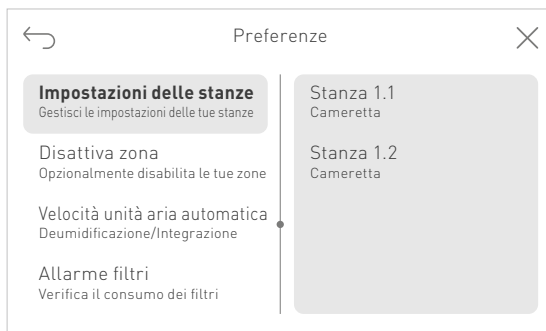 Preferenze
Impostazioni delle stanze
Gestisci le impostazioni delle tue stanze
Disattiva zona
Opzionalmente disabilita le tue zone
Velocità unità aria automatica
Deumidificazione/Integrazione
Allarme filtri
Verifica il consumo dei filtri
Stanza 1.1
Cameretta
Stanza 1.2
Cameretta